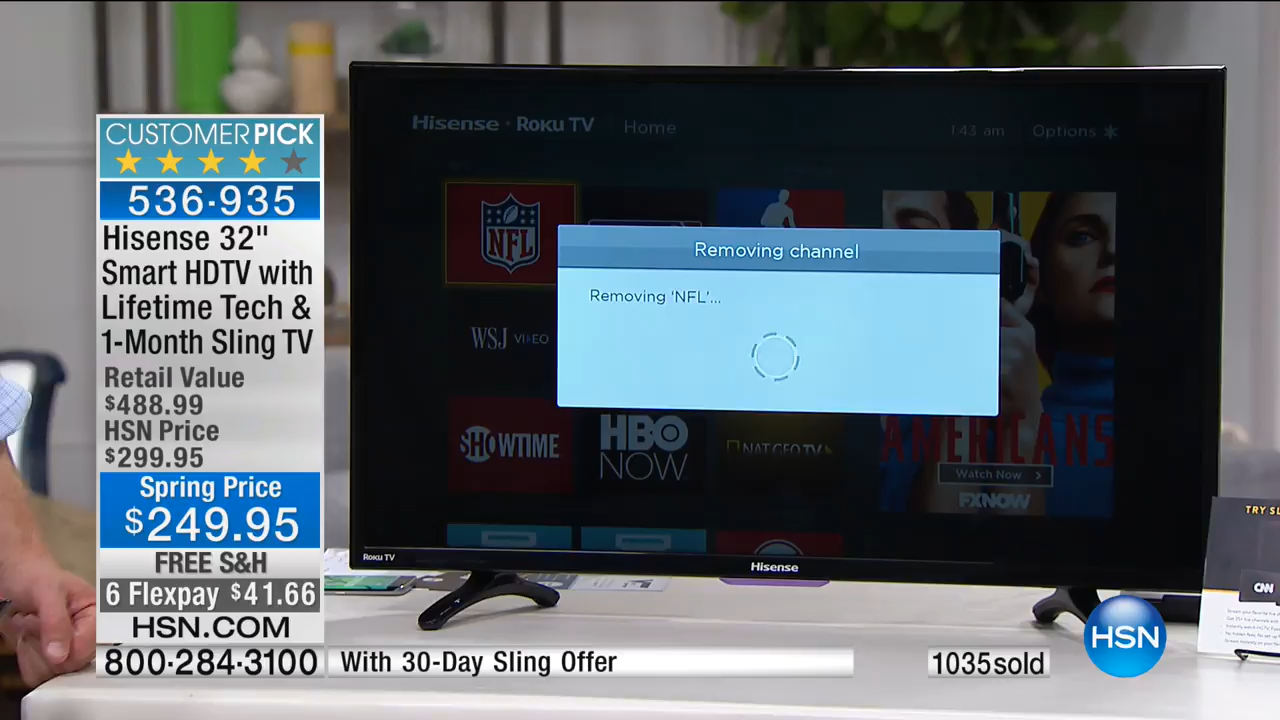 CUSTOMER PICK
536-935
Hisense 32"
Smart HDTV with
Lifetime Tech &
1-Month Sling TV
Retail Value
$488.99
HSN Price
$299.95
Spring Price
$249.95
FREE S&H
6 Flexpay $41.66
HSN.COM
800-284-3100
With 30-Day Sling Offer
1035sold
HSN
Hisense • ROKU TV
Home
1:43 am
Options
NFL
Removing channel
Removing 'NFL'...
WSJ VIDEO
SHOWTIME
HBO
NOW
NAT GEO TV
AMERICANS
Watch Now
FXNOW
ROKU TV
Hisense
TRY SL
CNN